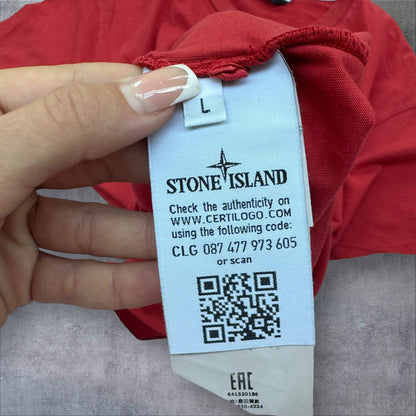 L
STONE ISLAND
Check the authenticity on
WWW.CERTILOGO.COM
using the following code:
CLG 087 477 973 605
or scan
EAC